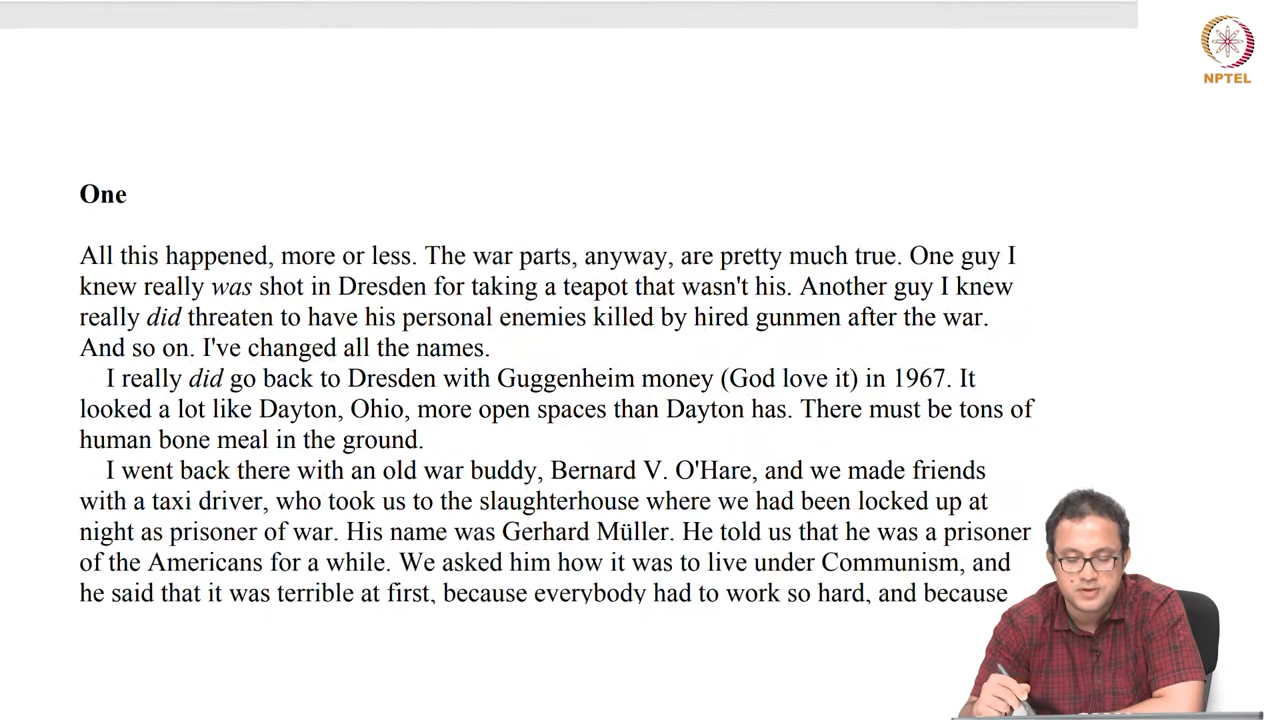 NPTEL
One
All this happened, more or less. The war parts, anyway, are pretty much true. One guy I
knew really was shot in Dresden for taking a teapot that wasn't his. Another guy I knew
really did threaten to have his personal enemies killed by hired gunmen after the war.
And so on. I've changed all the names.
I really did go back to Dresden with Guggenheim money (God love it) in 1967. It
looked a lot like Dayton, Ohio, more open spaces than Dayton has. There must be tons of
human bone meal in the ground.
I went back there with an old war buddy, Bernard V. O'Hare, and we made friends
with a taxi driver, who took us to the slaughterhouse where we had been locked up at
night as prisoner of war. His name was Gerhard Müller. He told us that he was a prisoner
of the Americans for a while. We asked him how it was to live under Communism, and
he said that it was terrible at first, because everybody had to work so hard, and because